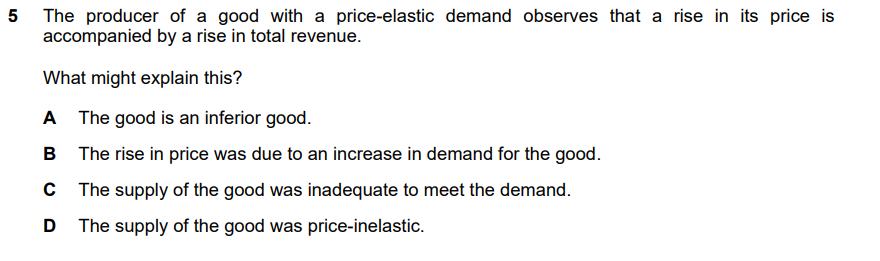 5 The producer of a good with a price-elastic demand observes that a rise in its price is
accompanied by a rise in total revenue.
What might explain this?
A The good is an inferior good.
B The rise in price was due to an increase in demand for the good.
C The supply of the good was inadequate to meet the demand.
D The supply of the good was price-inelastic.